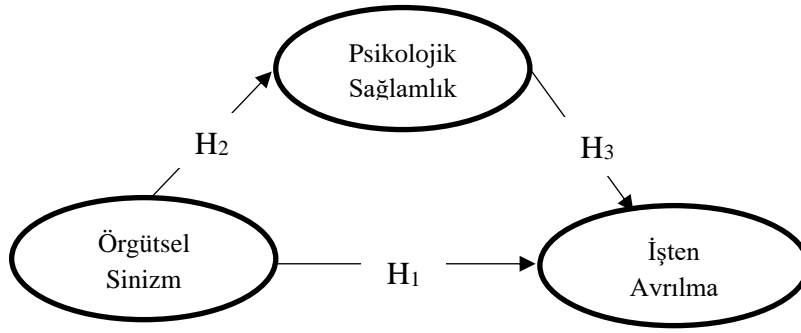 Psikolojik
Sağlamlık
H2
H3
Örgütsel
Sinizm
H1
İşten
Avrılma